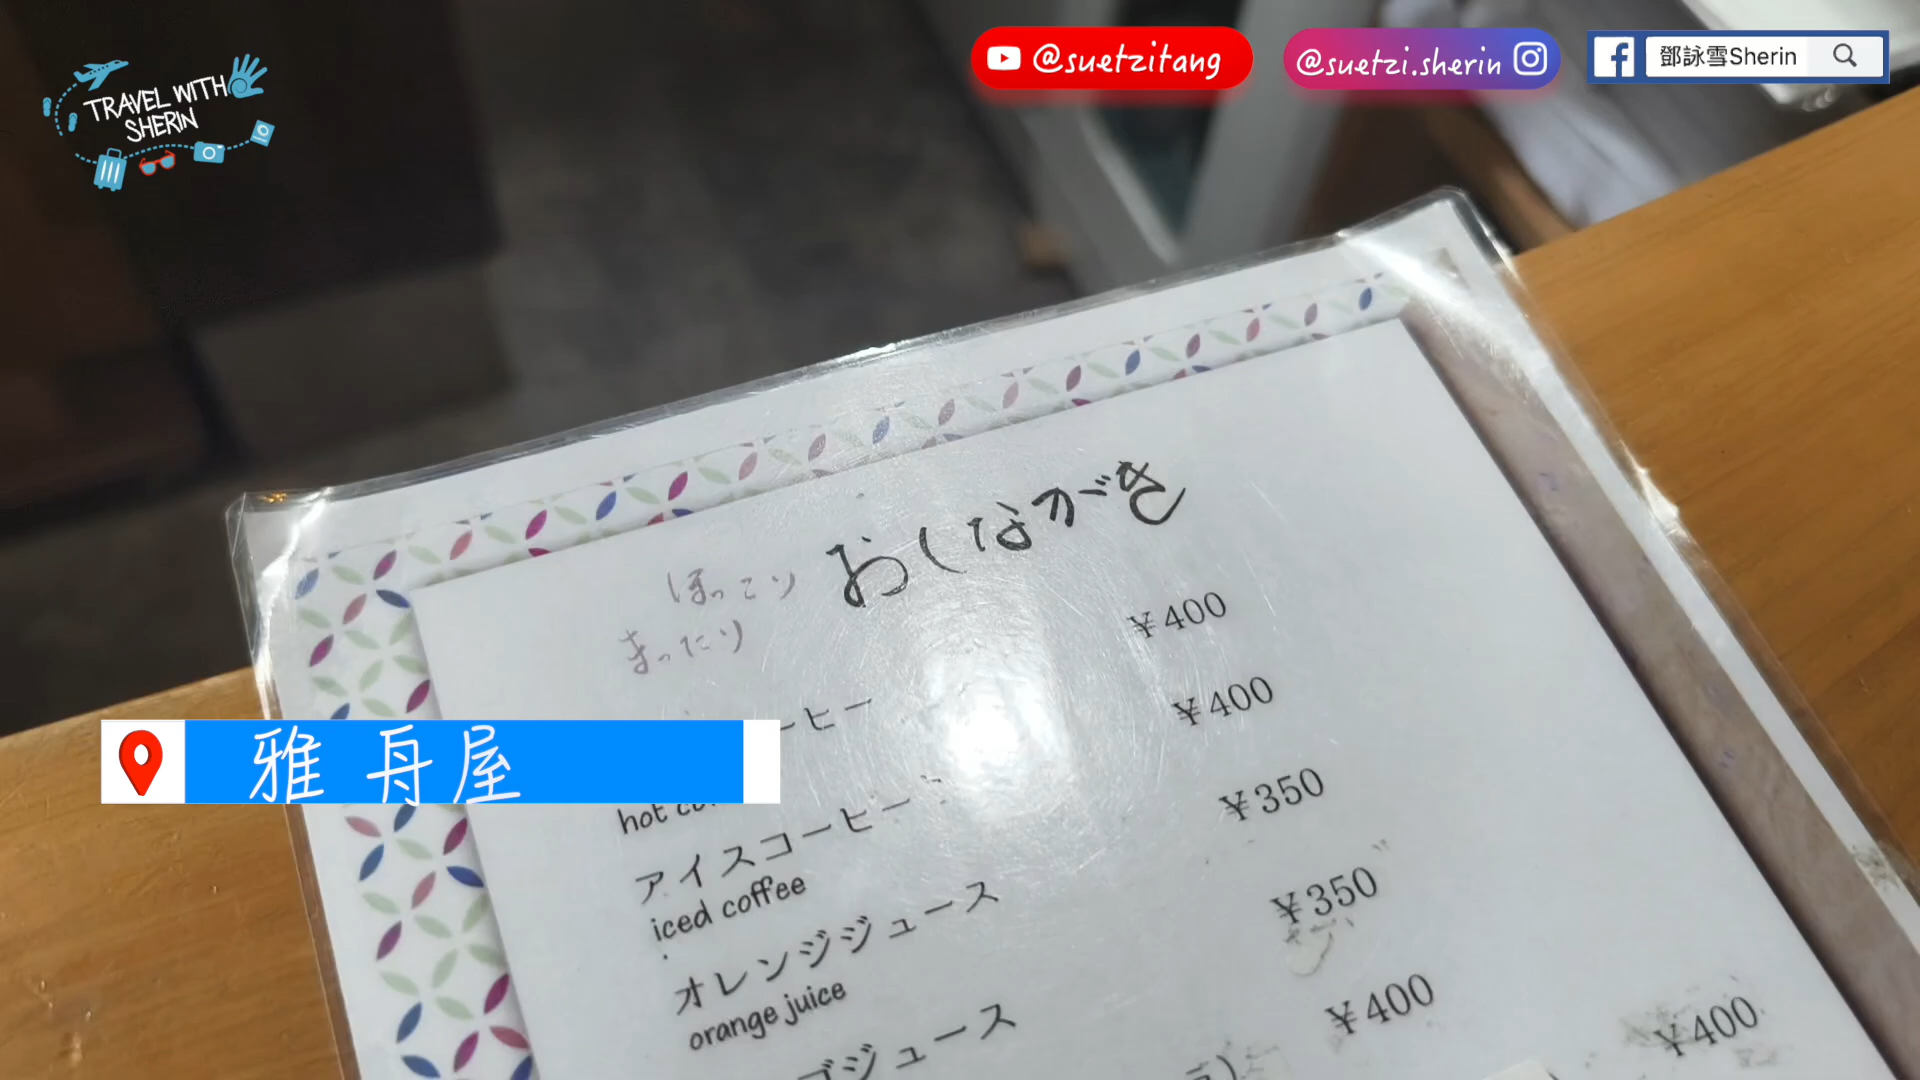 TRAVEL WITH
SHERIN
@suetzitang
@suetzi.sherin
鄧詠雪Sherin
おしながき
ほっこり
まったり
¥400
ーヒー
hot co
¥400
アイスコーヒー
iced coffee
¥350
オレンジジュース
orange juice
¥350
ゴジュース
¥400
¥400
雅 舟屋